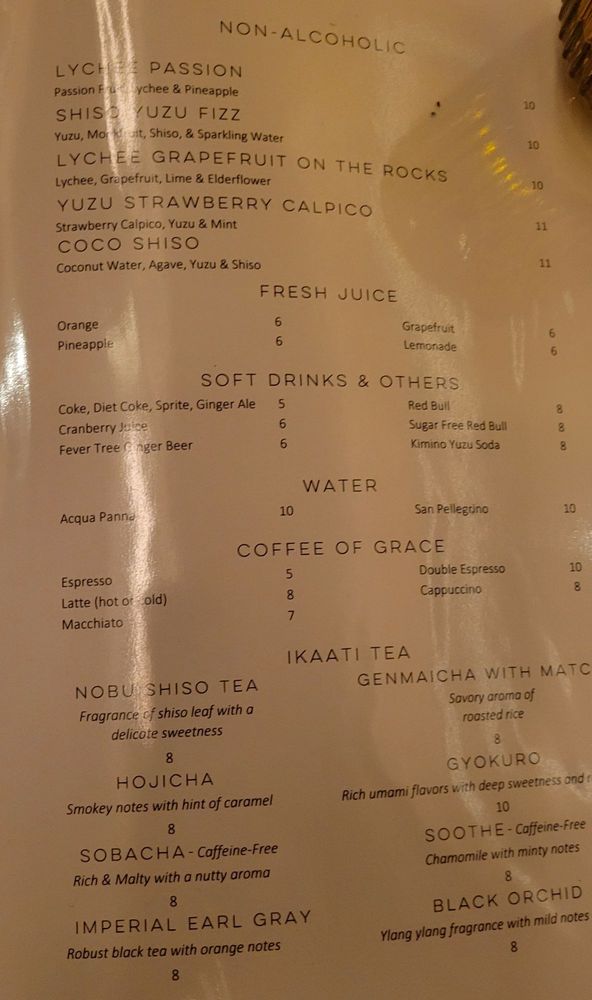 NON-ALCOHOLIC
LYCHEE PASSION
Passion Fruit, Lychee & Pineapple 10
SHISO YUZU FIZZ
Yuzu, Monkfruit, Shiso, & Sparkling Water 10
LYCHEE GRAPEFRUIT ON THE ROCKS
Lychee, Grapefruit, Lime & Elderflower 10
YUZU STRAWBERRY CALPICO
Strawberry Calpico, Yuzu & Mint 11
COCO SHISO
Coconut Water, Agave, Yuzu & Shiso 11
FRESH JUICE
Orange 6 Grapefruit 6
Pineapple 6 Lemonade 6
SOFT DRINKS & OTHERS
Coke, Diet Coke, Sprite, Ginger Ale 5 Red Bull 8
Cranberry Juice 6 Sugar Free Red Bull 8
Fever Tree Ginger Beer 6 Kimino Yuzu Soda 8
WATER
Acqua Panna 10 San Pellegrino 10
COFFEE OF GRACE
Espresso 5 Double Espresso 10
Latte (hot or cold) 8 Cappuccino 8
Macchiato 7
IKAATI TEA
NOBU SHISO TEA
Fragrance of shiso leaf with a
delicate sweetness
8
HOJICHA
Smokey notes with hint of caramel
8
SOBACHA - Caffeine-Free
Rich & Malty with a nutty aroma
8
IMPERIAL EARL GRAY
Robust black tea with orange notes
8
GENMAICHA WITH MATC
Savory aroma of
roasted rice
8
GYOKURO
Rich umami flavors with deep sweetness and
10
SOOTHE - Caffeine-Free
Chamomile with minty notes
8
BLACK ORCHID
Ylang ylang fragrance with mild notes
8